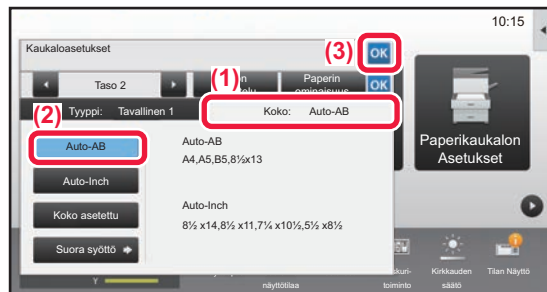 10:15
Kaukaloasetukset
(3)
OK
(1)
Taso 2
Paperin
OK
(2)
Tyyppi: Tavallinen 1
Koko: Auto-AB
Auto-AB
Auto-AB
A4,A5,B5,8½x13
Auto-Inch
Auto-Inch
8½ x14,8½ x11,7¼ x10½,5½ x8½
Koko asetettu
Suora syöttö
Paperikaukalon
Asetukset
Y
näyttötilaa
toiminto
Kirkkauden
säätö
Tilan Näyttö